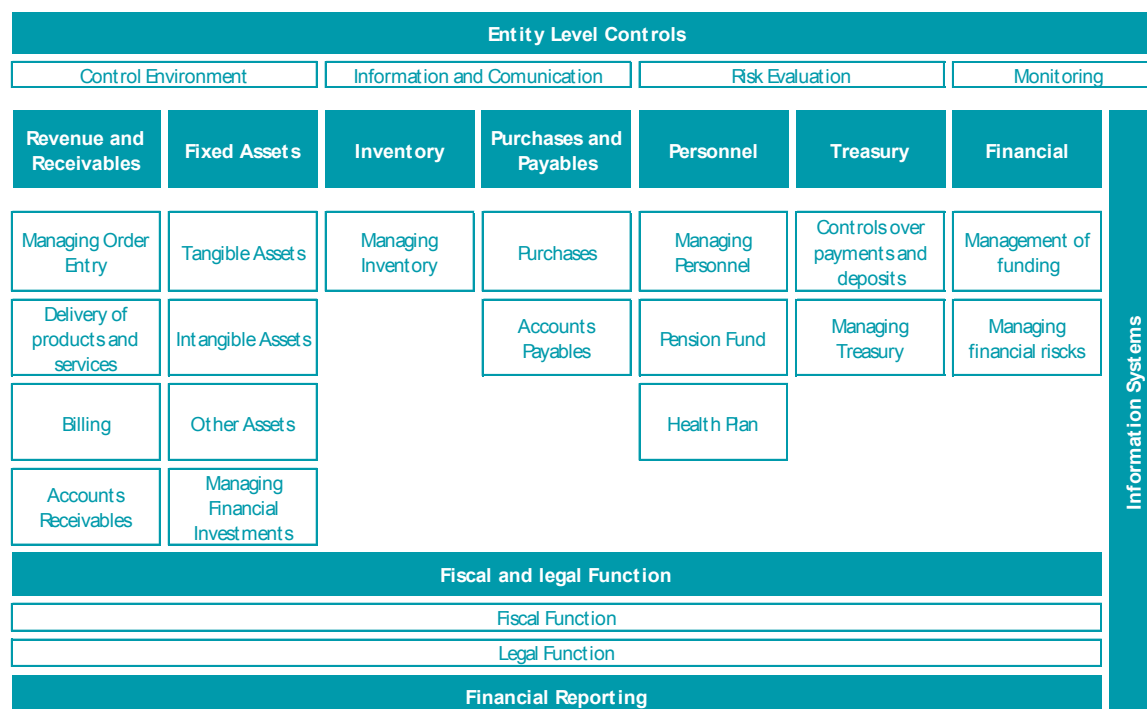 Entity Level Controls
Control Environment
Information and Comunication
Risk Evaluation
Monitoring
Revenue and
Receivables
Fixed Assets
Inventory
Purchases and
Payables
Personnel
Treasury
Financial
Managing Order
Entry
Tangible Assets
Managing
Inventory
Purchases
Managing
Personnel
Controls over
payments and
deposits
Management of
funding
Delivery of
products and
services
Intangible Assets
Accounts
Payables
Pension Fund
Managing
Treasury
Managing
financial risks
Billing
Other Assets
Health Plan
Accounts
Receivables
Managing
Financial
Investments
Information Systems
Fiscal and legal Function
Fiscal Function
Legal Function
Financial Reporting